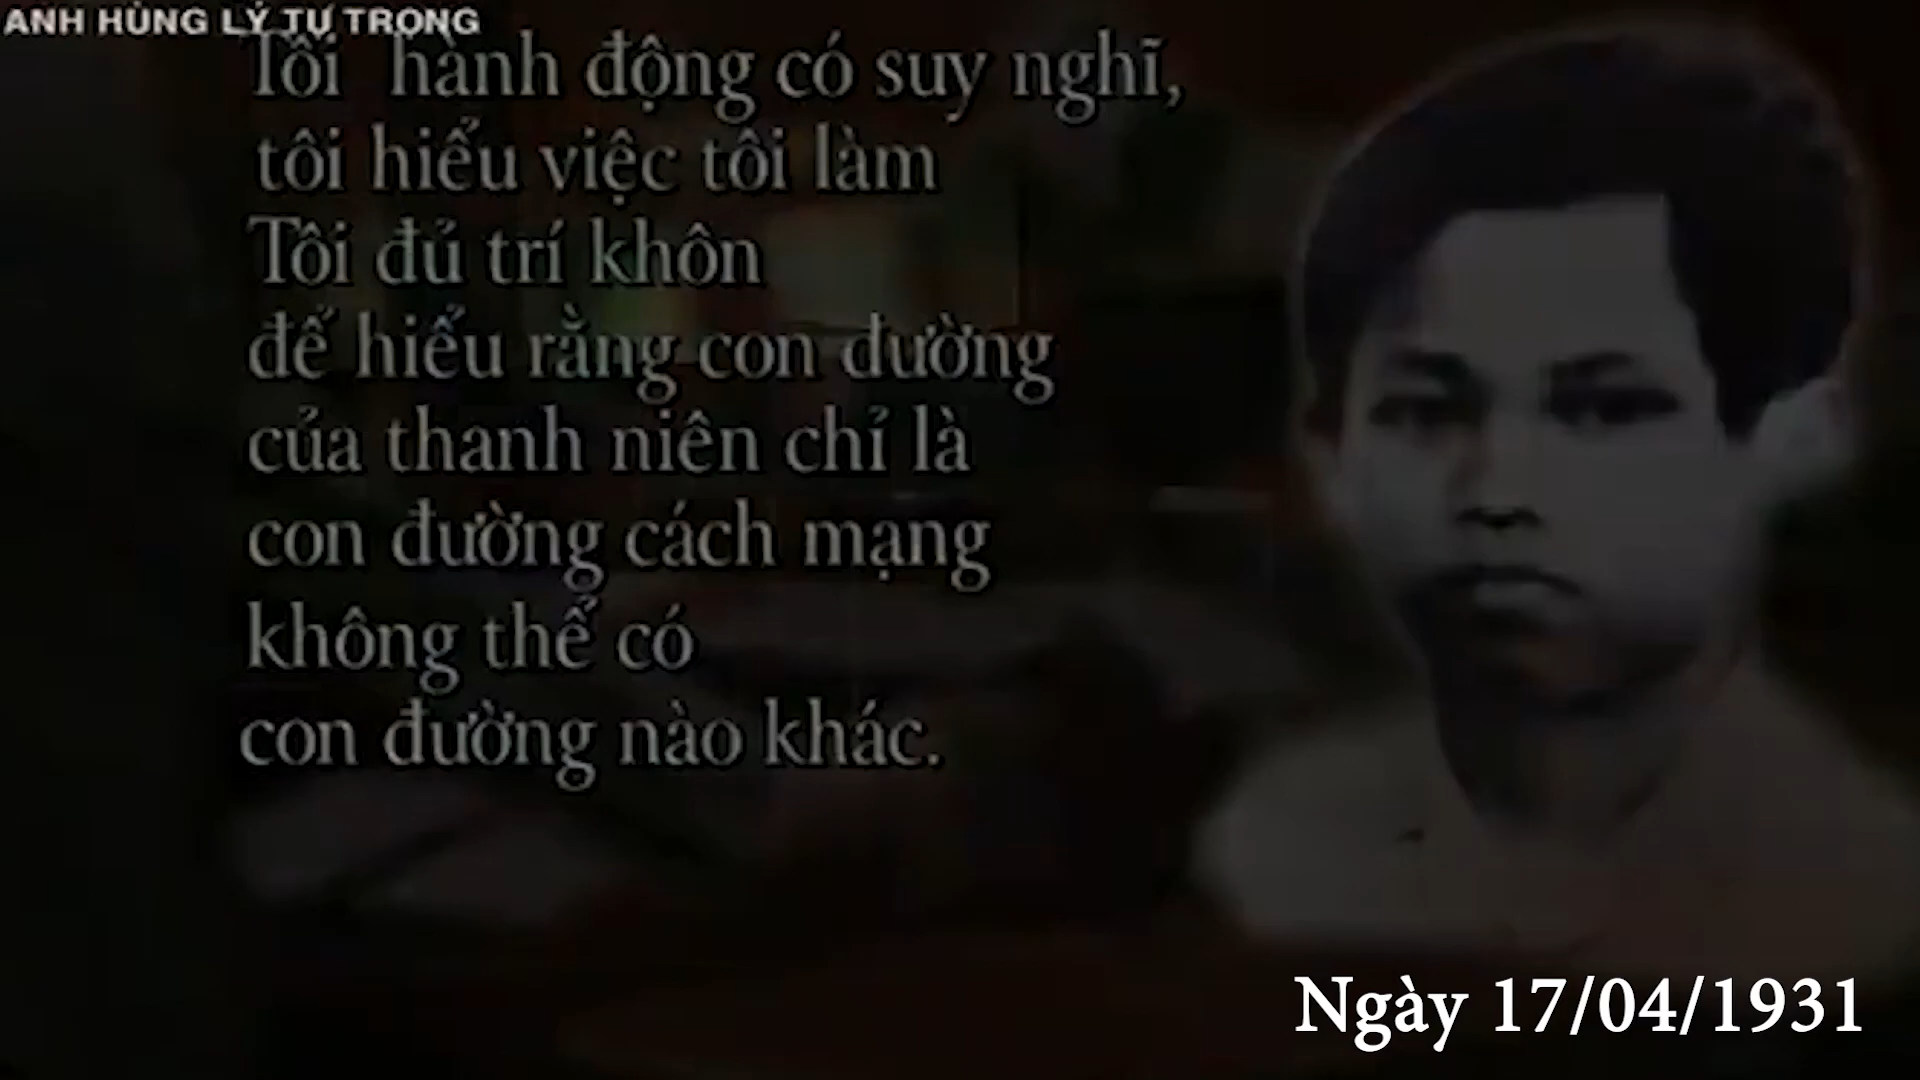 ANH HÙNG LÝ TỰ TRỌNG
Tôi hành động có suy nghĩ,
tôi hiểu việc tôi làm
Tôi đủ trí khôn
để hiểu rằng con đường
của thanh niên chỉ là
con đường cách mạng
không thể có
con đường nào khác.
Ngày 17/04/1931